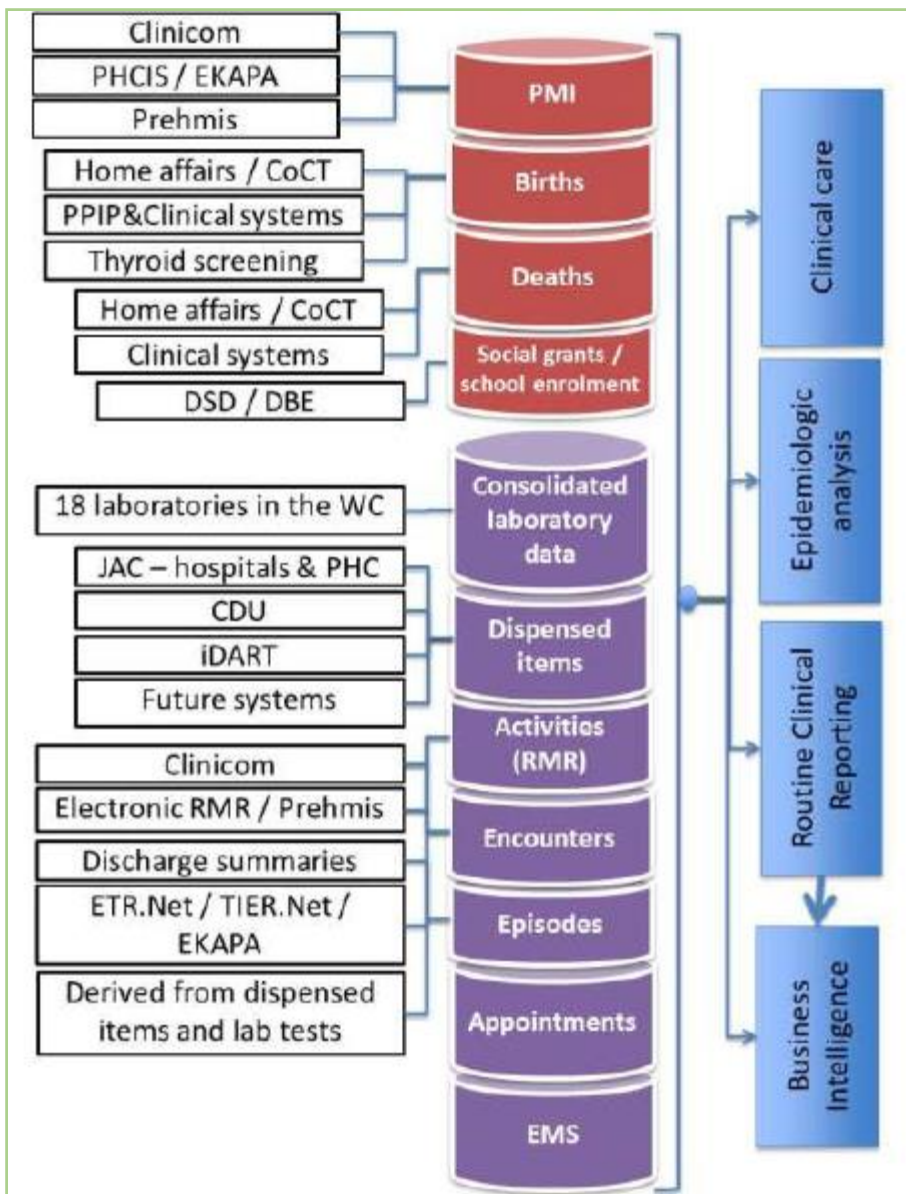 Clinicom
PHCIS / EKAPA
Prehmis
PMI
Home affairs / CoCT
PPIP&Clinical systems
Thyroid screening
Births
Home affairs / CoCT
Clinical systems
Deaths
DSD / DBE
Social grants /
school enrolment
18 laboratories in the WC
Consolidated
laboratory
data
JAC – hospitals & PHC
CDU
iDART
Future systems
Dispensed
items
Clinicom
Electronic RMR / Prehmis
Discharge summaries
ETR.Net / TIER.Net /
EKAPA
Derived from dispensed
items and lab tests
Activities
(RMR)
Encounters
Episodes
Appointments
EMS
Clinical care
Epidemiologic
analysis
Routine Clinical
Reporting
Business
Intelligence